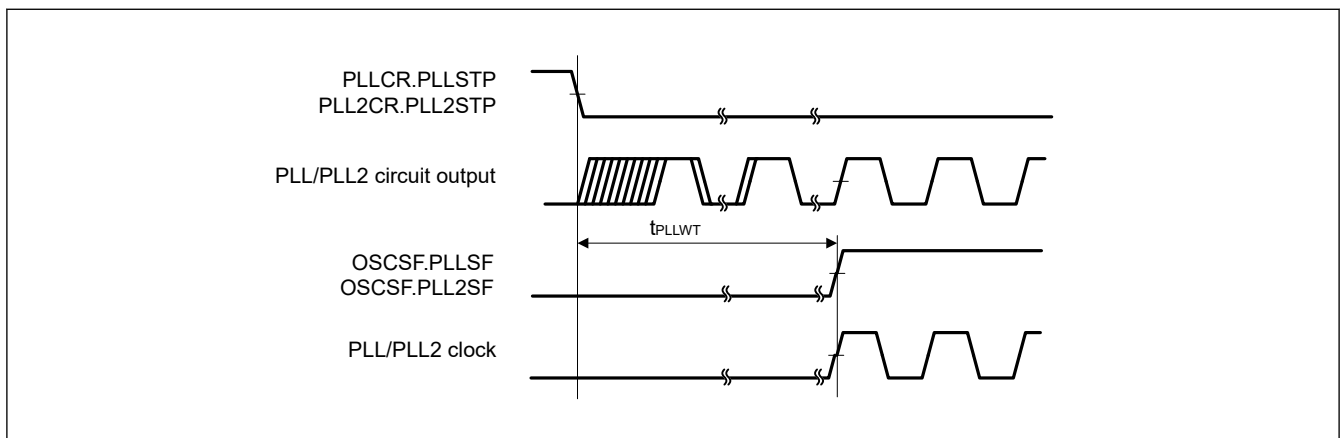 PLLCR.PLLSTP
PLL2CR.PLL2STP
PLL/PLL2 circuit output
tPLLWT
OSCSF.PLLSF
OSCSF.PLL2SF
PLL/PLL2 clock